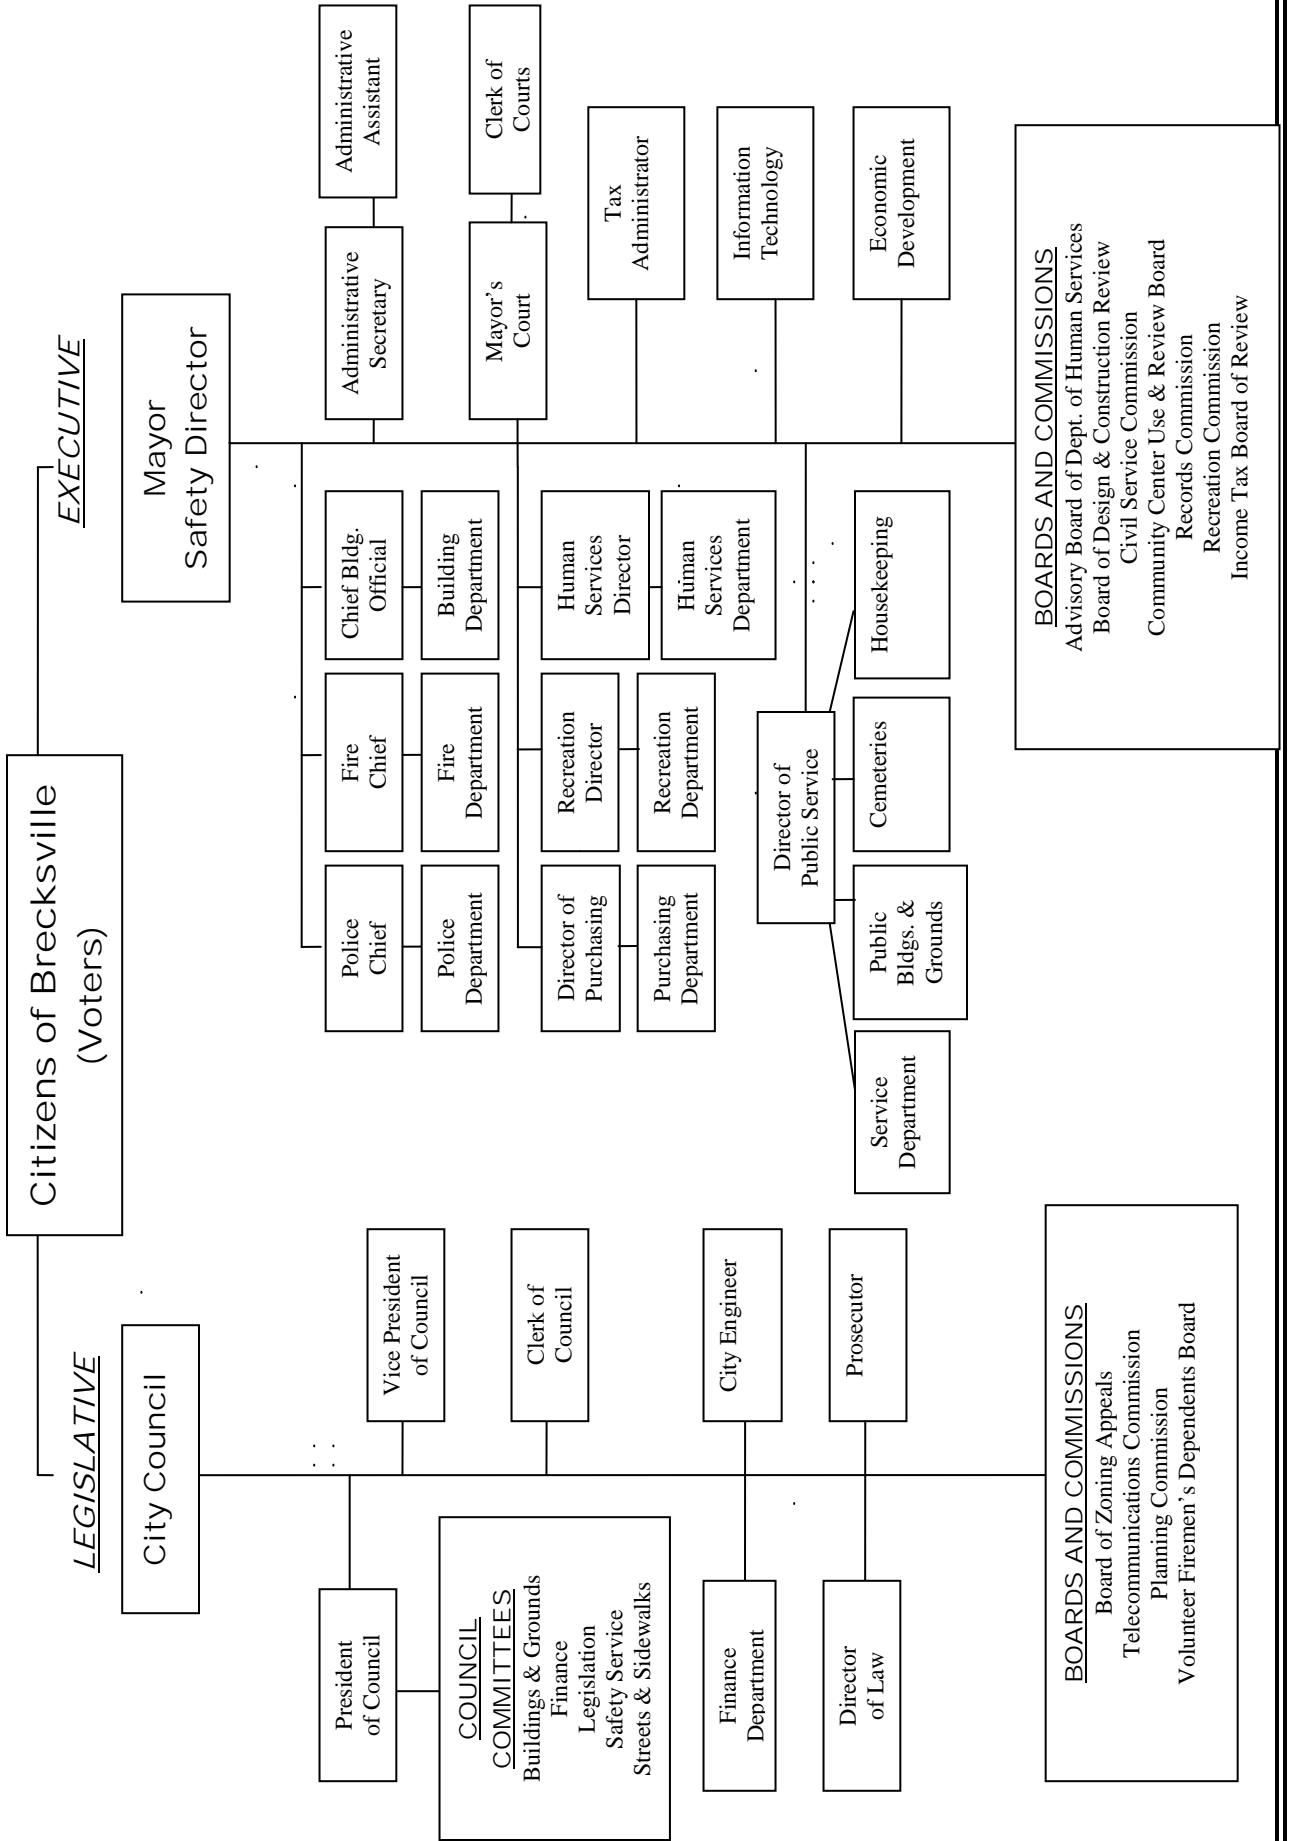 Citizens of Brecksville
(Voters)
LEGISLATIVE
City Council
President
of Council
Vice President
of Council
COUNCIL
COMMITTEES
Buildings & Grounds
Finance
Legislation
Safety Service
Streets & Sidewalks
Clerk of
Council
Finance
Department
City Engineer
Director
of Law
Prosecutor
BOARDS AND COMMISSIONS
Board of Zoning Appeals
Telecommunications Commission
Planning Commission
Volunteer Firemen's Dependents Board
EXECUTIVE
Mayor
Safety Director
Administrative
Secretary
Administrative
Assistant
Police
Chief
Fire
Chief
Chief Bldg.
Official
Police
Department
Fire
Department
Building
Department
Mayor's
Court
Clerk of
Courts
Director of
Purchasing
Recreation
Director
Human
Services
Director
Purchasing
Department
Recreation
Department
Human
Services
Department
Tax
Administrator
Information
Technology
Director of
Public Service
Service
Department
Public
Bldgs. &
Grounds
Cemeteries
Housekeeping
Economic
Development
BOARDS AND COMMISSIONS
Advisory Board of Dept. of Human Services
Board of Design & Construction Review
Civil Service Commission
Community Center Use & Review Board
Records Commission
Recreation Commission
Income Tax Board of Review